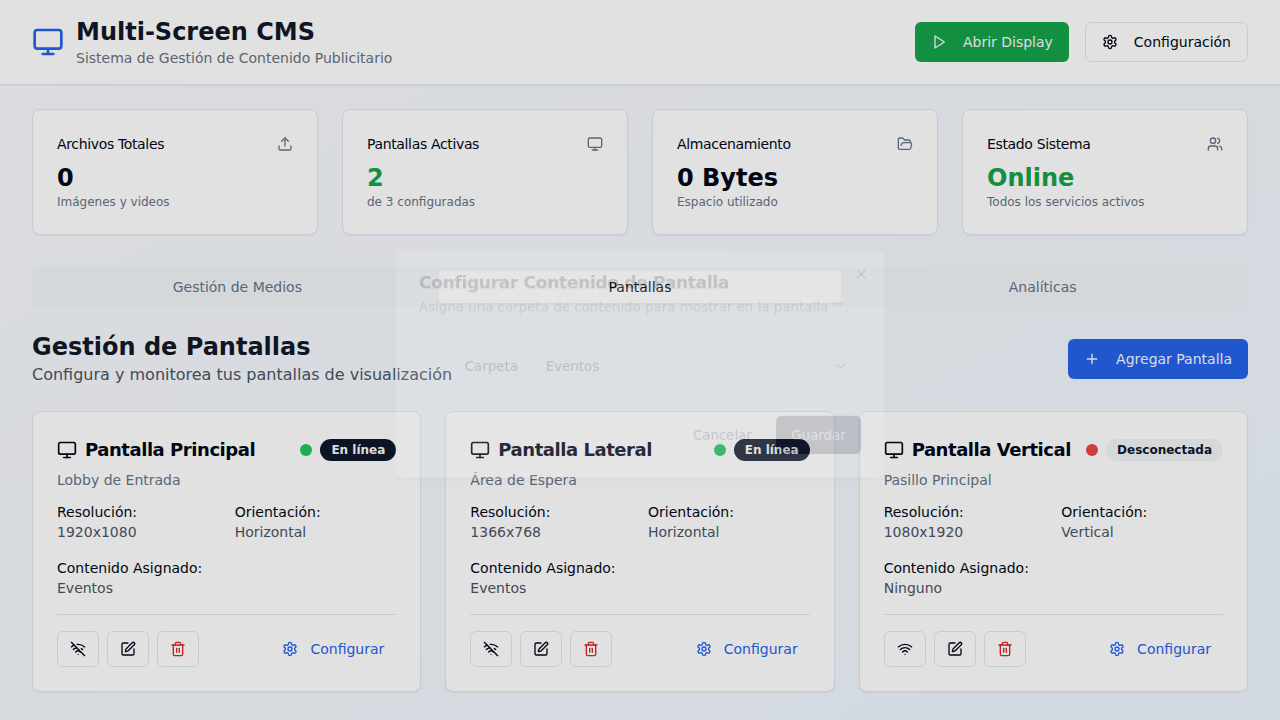 Multi-Screen CMS
Sistema de Gestión de Contenido Publicitario
Abrir Display
Configuración
Archivos Totales
0
Imágenes y videos
Pantallas Activas
2
de 3 configuradas
Almacenamiento
0 Bytes
Espacio utilizado
Estado Sistema
Online
Todos los servicios activos
Gestión de Medios
Pantallas
Analíticas
Configurar Contenido de Pantalla
Asigna una carpeta de contenido para mostrar en la pantalla "".
Carpeta
Eventos
Cancelar
Guardar
Gestión de Pantallas
Configura y monitorea tus pantallas de visualización
Agregar Pantalla
Pantalla Principal
En línea
Lobby de Entrada
Resolución:
Orientación:
1920x1080
Horizontal
Contenido Asignado:
Eventos
Configurar
Pantalla Lateral
En línea
Área de Espera
Resolución:
Orientación:
1366x768
Horizontal
Contenido Asignado:
Eventos
Configurar
Pantalla Vertical
Desconectada
Pasillo Principal
Resolución:
Orientación:
1080x1920
Vertical
Contenido Asignado:
Ninguno
Configurar